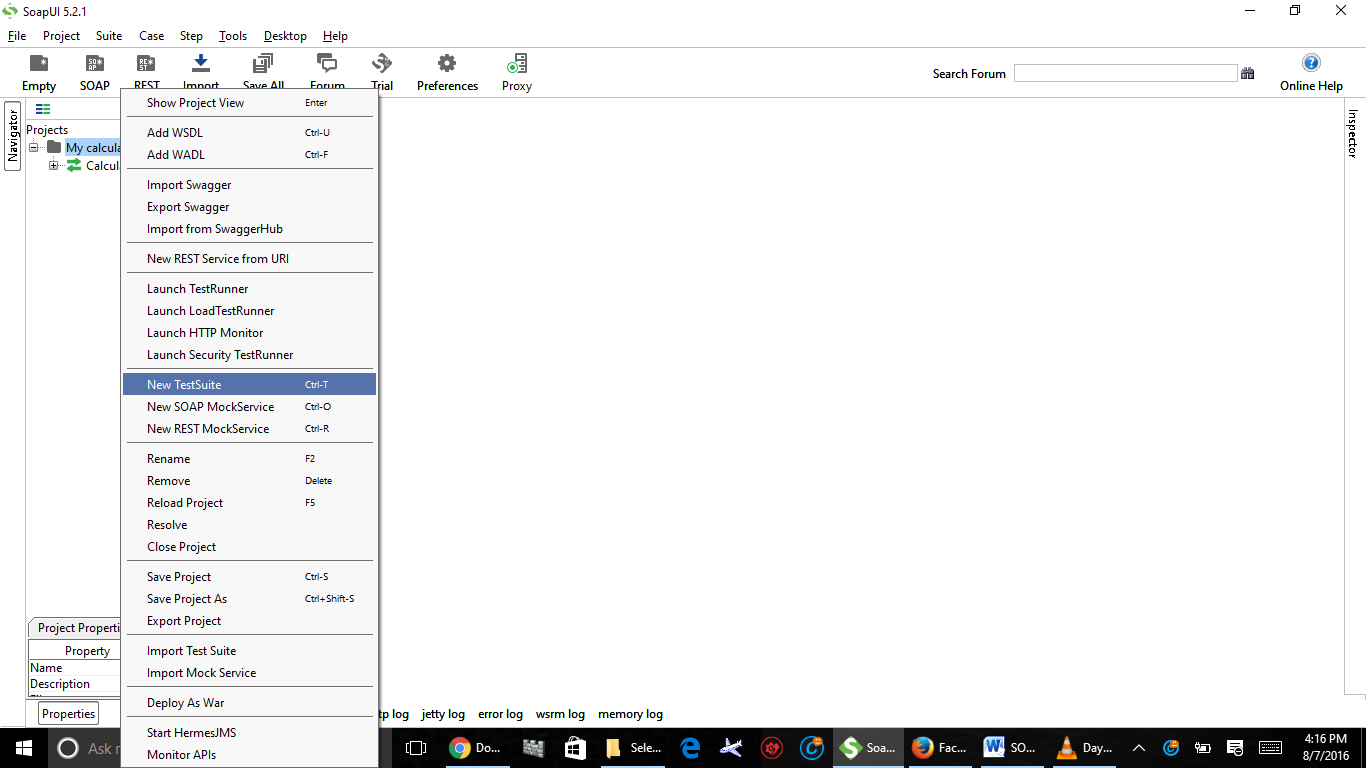 SoapUI 5.2.1
File Project Suite Case Step Tools Desktop Help
Empty SOAP REST Import Save All Forum Trial Preferences Proxy
Search Forum
Online Help
Navigator
Inspector
Projects
My calcula
Calcul
Show Project View Enter
Add WSDL Ctrl-U
Add WADL Ctrl-F
Import Swagger
Export Swagger
Import from SwaggerHub
New REST Service from URI
Launch TestRunner
Launch LoadTestRunner
Launch HTTP Monitor
Launch Security TestRunner
New TestSuite Ctrl-T
New SOAP MockService Ctrl-O
New REST MockService Ctrl-R
Rename F2
Remove Delete
Reload Project F5
Resolve
Close Project
Save Project Ctrl-S
Save Project As Ctrl+Shift-S
Export Project
Import Test Suite
Import Mock Service
Deploy As War
Start HermesJMS
Monitor APIs
Project Properti
Property
Name
Description
Properties
tp log jetty log error log wsrm log memory log
Ask
Do... Sele... Soa... Fac... SO... Day...
4:16 PM
8/7/2016